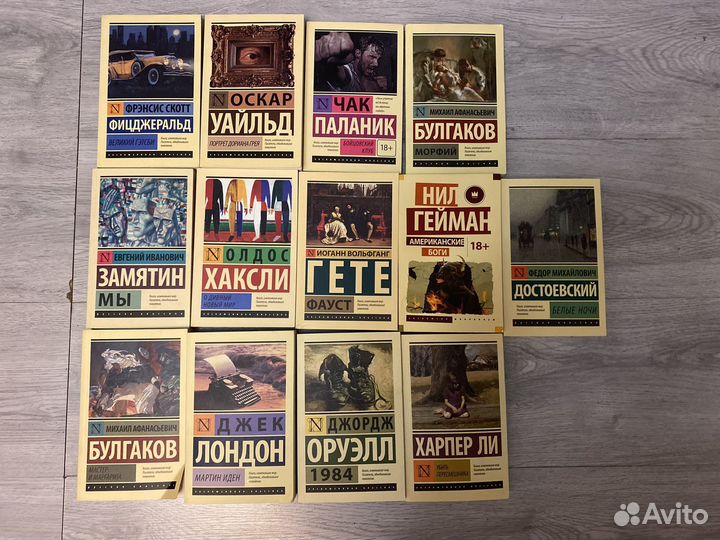 ФРЭНСИС СКОТТ
ФИЦДЖЕРАЛЬД
ВЕЛИКИЙ ГЭТСБИ
ОСКАР
УАЙЛЬД
ПОРТРЕТ ДОРИАНА ГРЕЯ
ЧАК
ПАЛАНИК
БОЙЦОВСКИЙ
КЛУБ
18+
МИХАИЛ АФАНАСЬЕВИЧ
БУЛГАКОВ
МОРФИЙ
ЕВГЕНИЙ ИВАНОВИЧ
ЗАМЯТИН
МЫ
ОЛДОС
ХАКСЛИ
О ДИВНЫЙ
НОВЫЙ МИР
ИОГАНН ВОЛЬФГАНГ
ГЕТЕ
ФАУСТ
НИЛ
ГЕЙМАН
АМЕРИКАНСКИЕ
БОГИ
18+
ФЕДОР МИХАЙЛОВИЧ
ДОСТОЕВСКИЙ
БЕЛЫЕ НОЧИ
МИХАИЛ АФАНАСЬЕВИЧ
БУЛГАКОВ
МАСТЕР
И МАРГАРИТА
ДЖЕК
ЛОНДОН
МАРТИН ИДЕН
ДЖОРДЖ
ОРУЭЛЛ
1984
ХАРПЕР ЛИ
УБИТЬ
ПЕРЕСМЕШНИКА
Avito